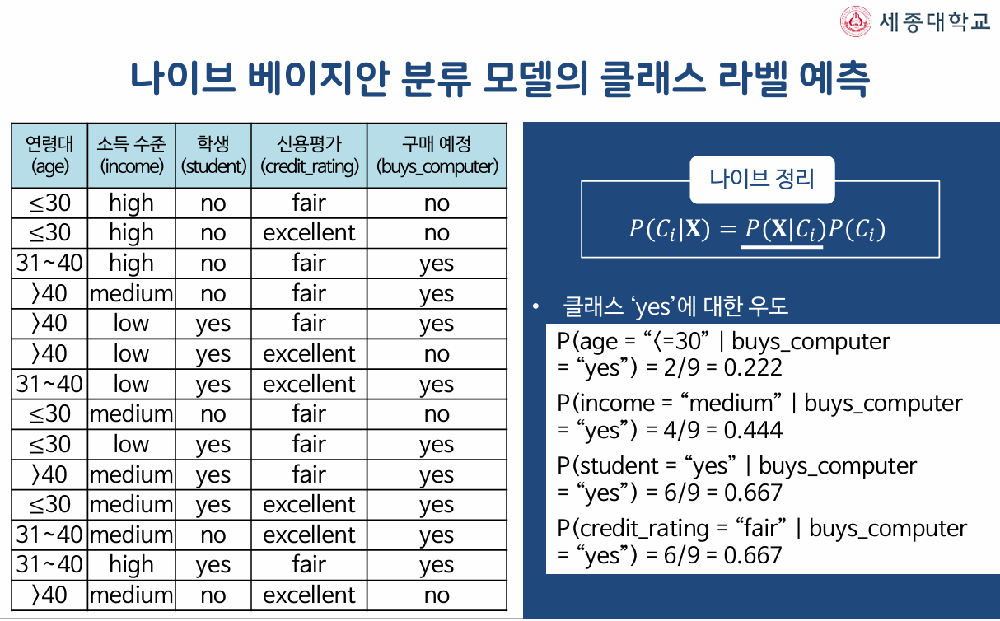 세종대학교
나이브 베이지안 분류 모델의 클래스 라벨 예측
연령대 소득 수준 학생 신용평가 구매 예정
(age) (income) (student) (credit_rating) (buys_computer)
≤30 high no fair no
≤30 high no excellent no
31~40 high no fair yes
>40 medium no fair yes
>40 low yes fair yes
>40 low yes excellent no
31~40 low yes excellent yes
≤30 medium no fair no
≤30 low yes fair yes
>40 medium yes fair yes
≤30 medium yes excellent yes
31~40 medium no excellent yes
31~40 high yes fair yes
>40 medium no excellent no
나이브 정리
P(Cᵢ|X) = P(X|Cᵢ)P(Cᵢ)
• 클래스 ‘yes’에 대한 우도
P(age = “<=30” | buys_computer
= “yes”) = 2/9 = 0.222
P(income = “medium” | buys_computer
= “yes”) = 4/9 = 0.444
P(student = “yes” | buys_computer
= “yes”) = 6/9 = 0.667
P(credit_rating = “fair” | buys_computer
= “yes”) = 6/9 = 0.667